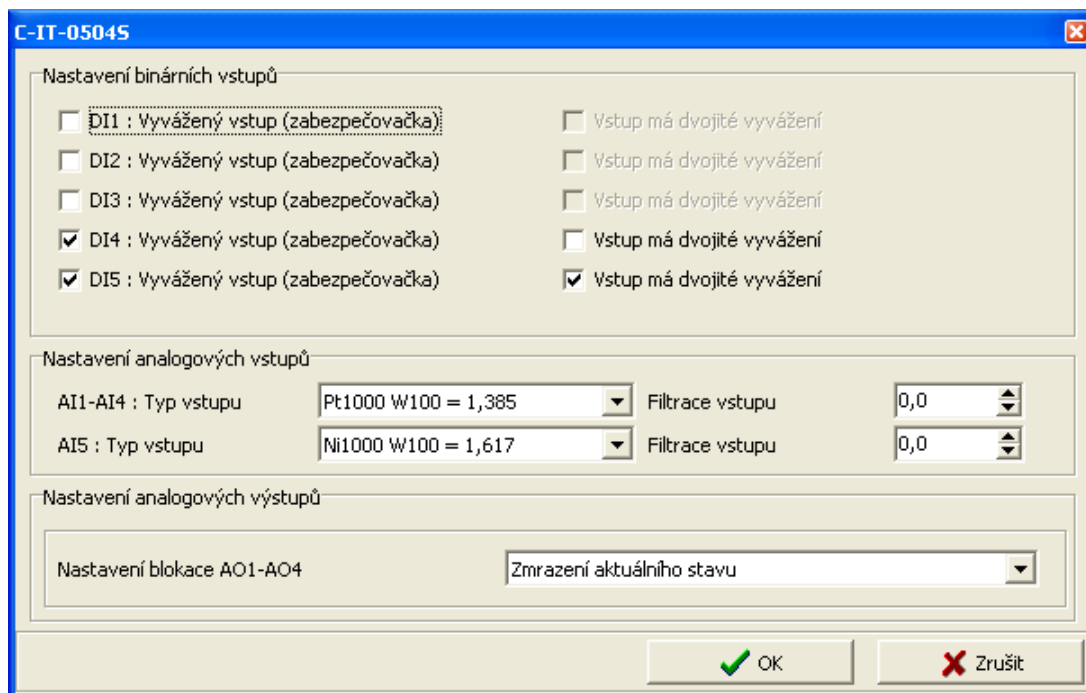 C-IT-0504S
Nastavení binárních vstupů
DI1 : Vyvážený vstup (zabezpečovačka) Vstup má dvojité vyvážení
DI2 : Vyvážený vstup (zabezpečovačka) Vstup má dvojité vyvážení
DI3 : Vyvážený vstup (zabezpečovačka) Vstup má dvojité vyvážení
DI4 : Vyvážený vstup (zabezpečovačka) Vstup má dvojité vyvážení
DI5 : Vyvážený vstup (zabezpečovačka) Vstup má dvojité vyvážení
Nastavení analogových vstupů
AI1-AI4 : Typ vstupu Pt1000 W100 = 1,385 Filtrace vstupu 0,0
AI5 : Typ vstupu Ni1000 W100 = 1,617 Filtrace vstupu 0,0
Nastavení analogových výstupů
Nastavení blokace AO1-AO4 Zmrazení aktuálního stavu
OK Zrušit